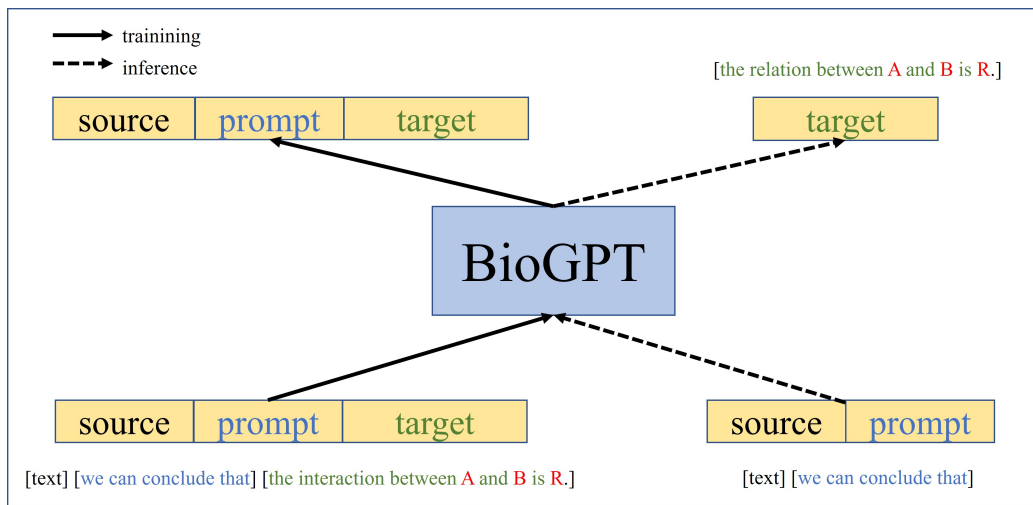 trainining
inference
[the relation between A and B is R.]
source prompt target
target
BioGPT
source prompt target
source prompt
[text] [we can conclude that] [the interaction between A and B is R.]
[text] [we can conclude that]